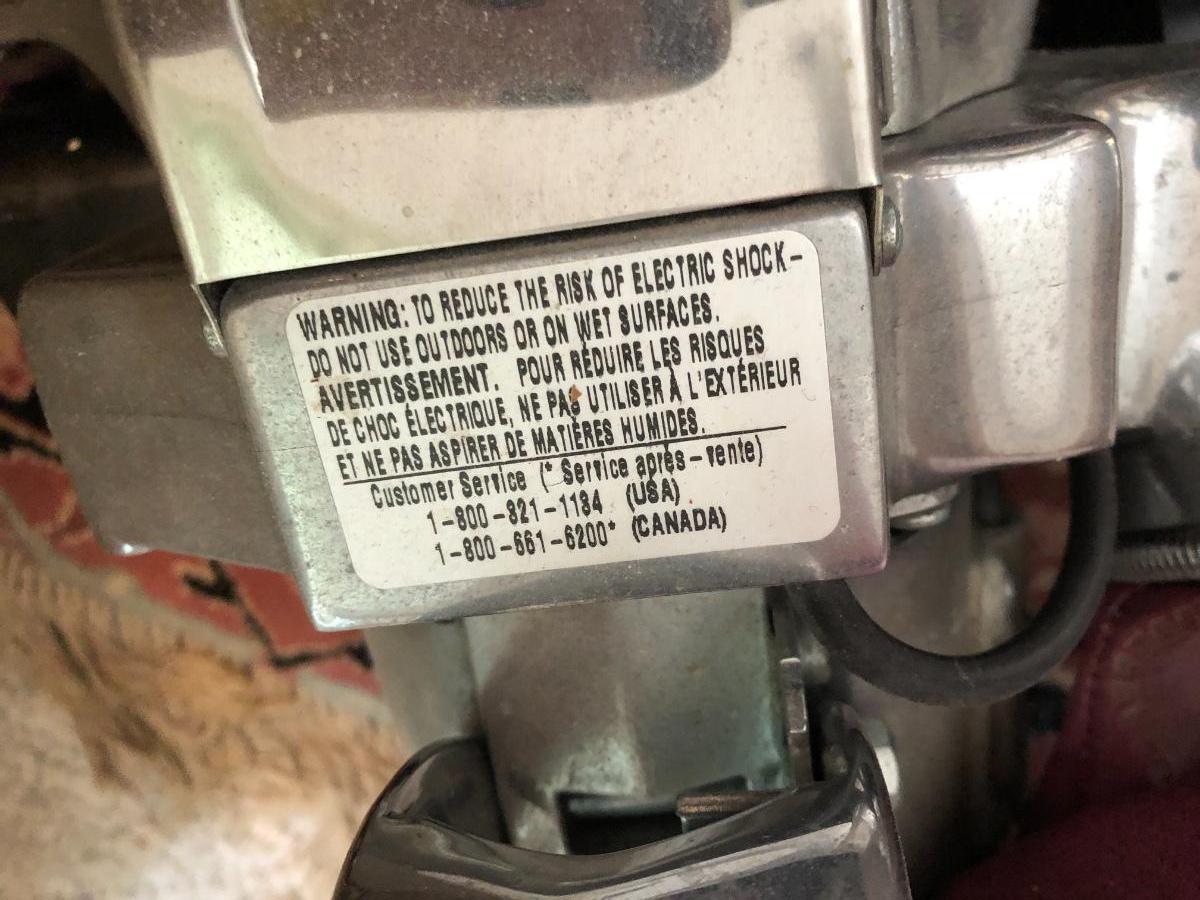 WARNING: TO REDUCE THE RISK OF ELECTRIC SHOCK–
DO NOT USE OUTDOORS OR ON WET SURFACES.
AVERTISSEMENT. POUR RÉDUIRE LES RISQUES
DE CHOC ÉLECTRIQUE, NE PAS UTILISER À L'EXTÉRIEUR
ET NE PAS ASPIRER DE MATIÈRES HUMIDES.
Customer Service (* Service après–vente)
1–800–321–1134 (USA)
1–800–661–6200* (CANADA)